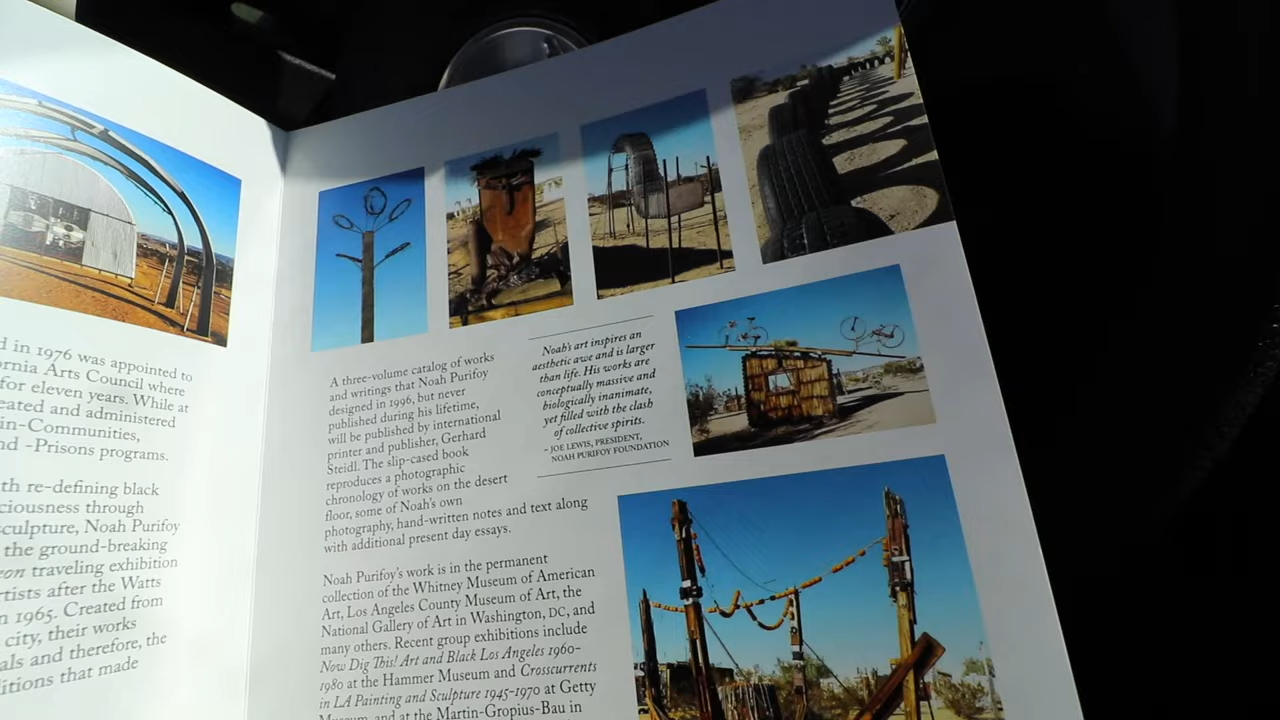 d in 1976 was appointed to
ornia Arts Council where
for eleven years. While at
eated and administered
in-Communities,
nd -Prisons programs.
th re-defining black
ciousness through
sculpture, Noah Purifoy
the ground-breaking
eon traveling exhibition
rtists after the Watts
n 1965. Created from
city, their works
als and therefore, the
litions that made
A three-volume catalog of works
and writings that Noah Purifoy
designed in 1996, but never
published during his lifetime,
will be published by international
printer and publisher, Gerhard
Steidl. The slip-cased book
reproduces a photographic
chronology of works on the desert
floor, some of Noah's own
photography, hand-written notes and text along
with additional present day essays.
Noah Purifoy's work is in the permanent
collection of the Whitney Museum of American
Art, Los Angeles County Museum of Art, the
National Gallery of Art in Washington, DC, and
many others. Recent group exhibitions include
Now Dig This! Art and Black Los Angeles 1960–
1980 at the Hammer Museum and Crosscurrents
in LA Painting and Sculpture 1945–1970 at Getty
Museum and at the Martin-Gropius-Bau in
Noah's art inspires an
aesthetic awe and is larger
than life. His works are
conceptually massive and
biologically inanimate,
yet filled with the clash
of collective spirits.
– JOE LEWIS, PRESIDENT,
NOAH PURIFOY FOUNDATION